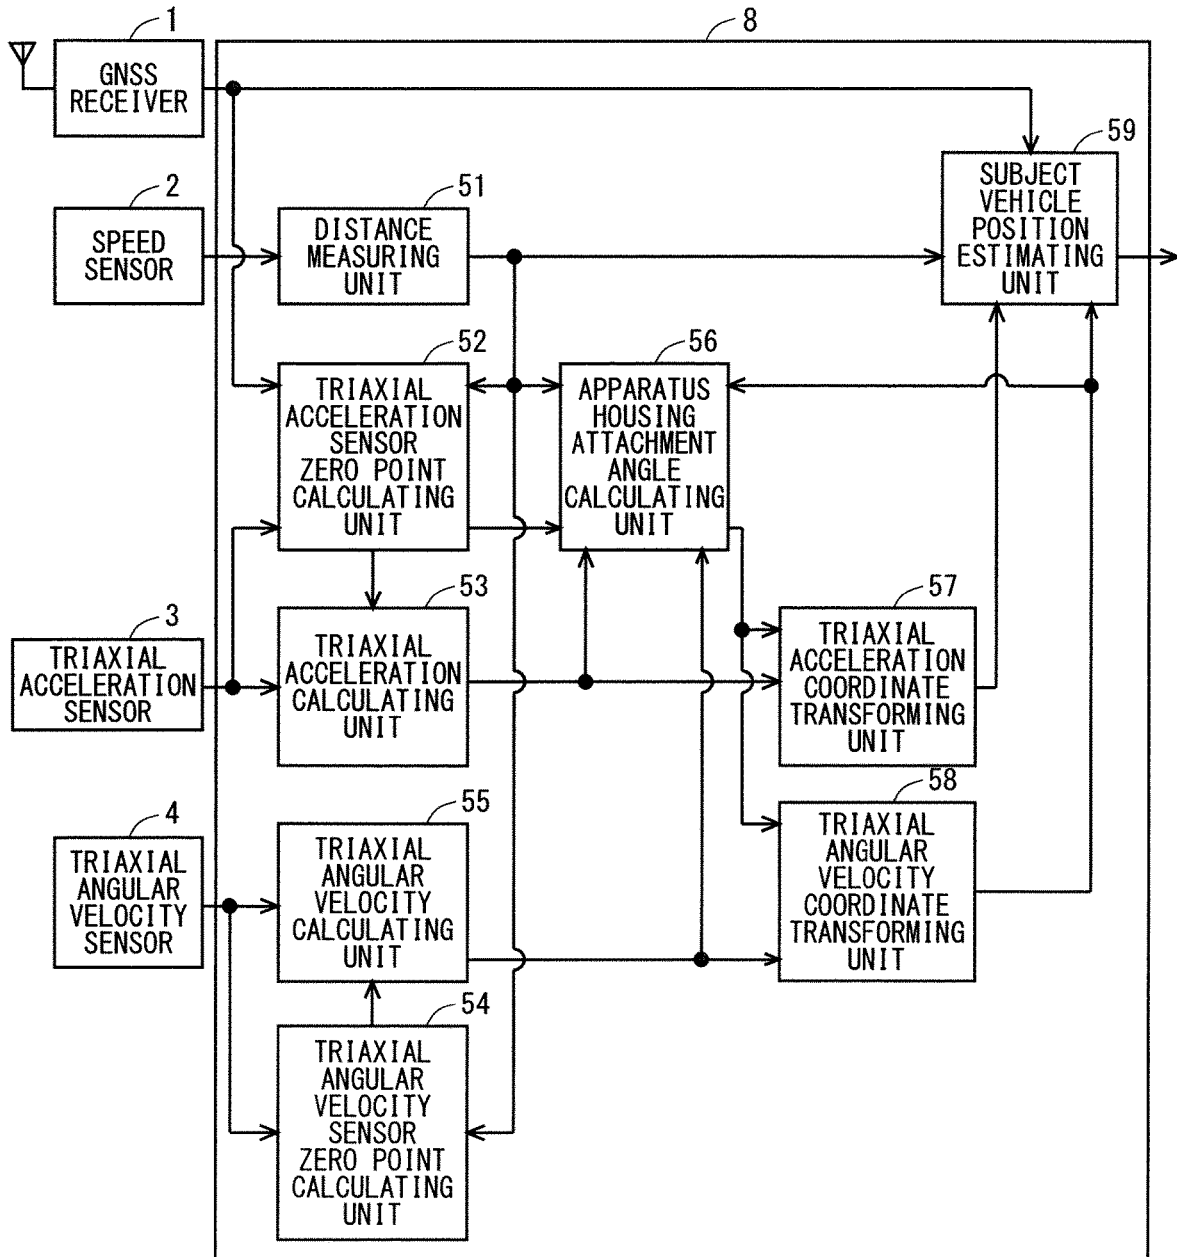 1
GNSS
RECEIVER
8
2
SPEED
SENSOR
51
DISTANCE
MEASURING
UNIT
59
SUBJECT
VEHICLE
POSITION
ESTIMATING
UNIT
52
TRIAXIAL
ACCELERATION
SENSOR
ZERO POINT
CALCULATING
UNIT
56
APPARATUS
HOUSING
ATTACHMENT
ANGLE
CALCULATING
UNIT
3
TRIAXIAL
ACCELERATION
SENSOR
53
TRIAXIAL
ACCELERATION
CALCULATING
UNIT
57
TRIAXIAL
ACCELERATION
COORDINATE
TRANSFORMING
UNIT
4
TRIAXIAL
ANGULAR
VELOCITY
SENSOR
55
TRIAXIAL
ANGULAR
VELOCITY
CALCULATING
UNIT
58
TRIAXIAL
ANGULAR
VELOCITY
COORDINATE
TRANSFORMING
UNIT
54
TRIAXIAL
ANGULAR
VELOCITY
SENSOR
ZERO POINT
CALCULATING
UNIT